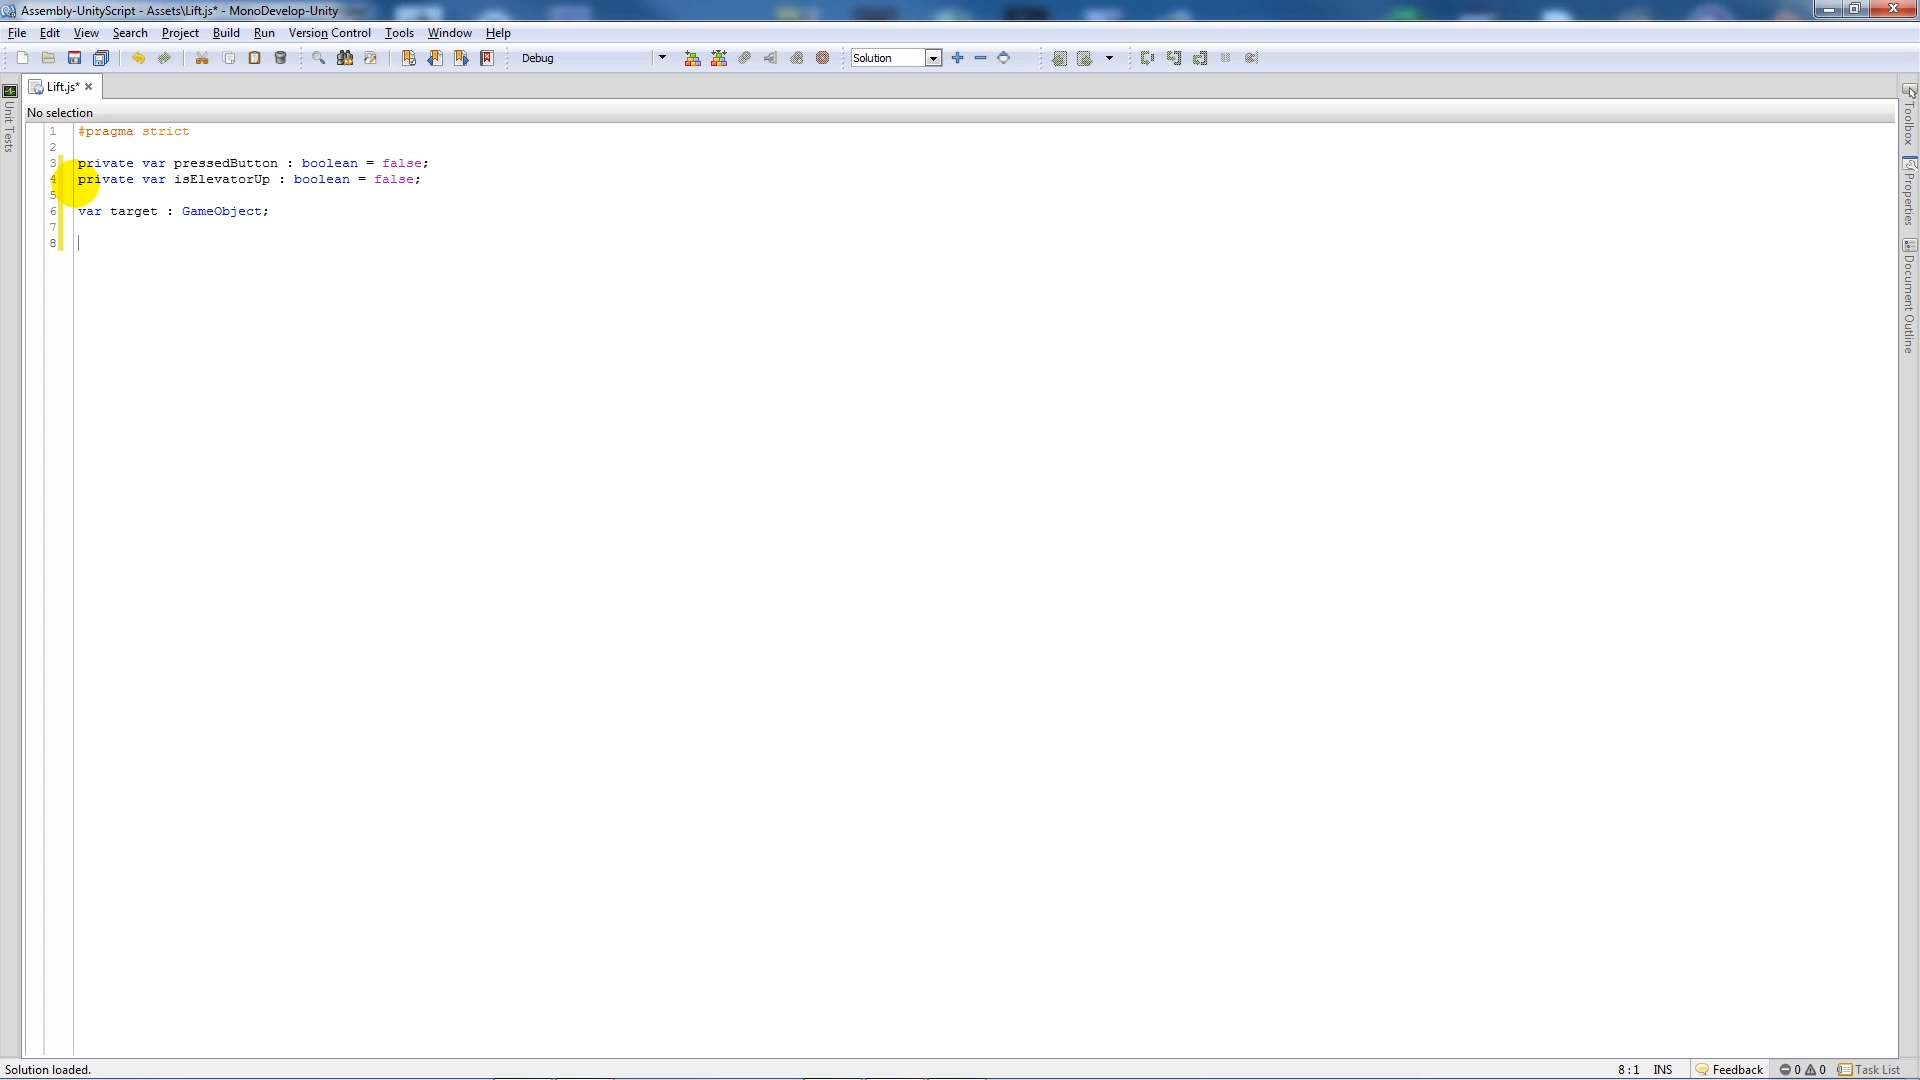 Assembly-UnityScript - Assets\Lift.js* - MonoDevelop-Unity
File Edit View Search Project Build Run Version Control Tools Window Help
Debug Solution
Lift.js*
No selection
Unit Tests
Toolbox
Properties
Document Outline
1 #pragma strict
2
3 private var pressedButton : boolean = false;
4 private var isElevatorUp : boolean = false;
5
6 var target : GameObject;
7
8
Solution loaded. 8 : 1 INS Feedback 0 0 Task List